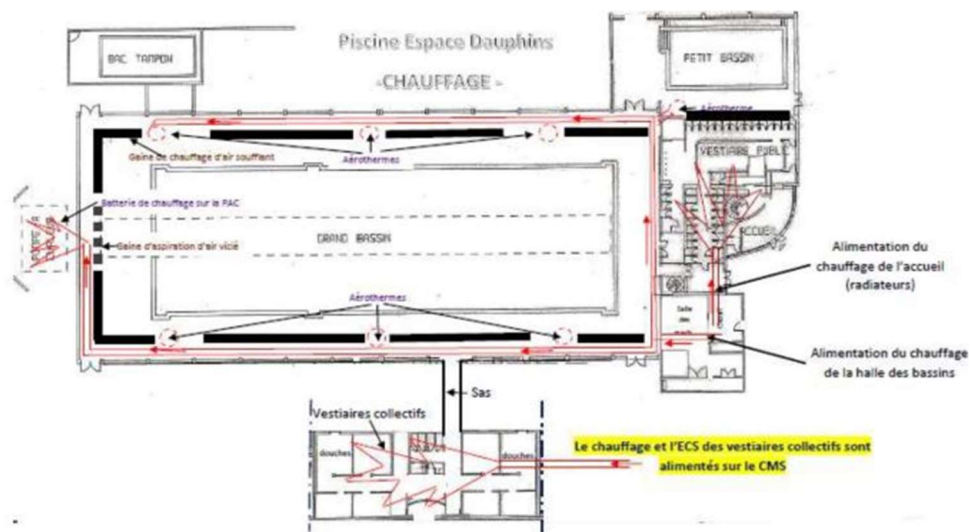 Piscine Espace Dauphins
-CHAUFFAGE -
BAC TAMPON
PETIT BASSIN
Aérotherme
Gaine de chauffage d'air soufflant
Aérothermes
VESTIAIRE PUBLIC
Batterie de chauffage sur la PAC
Gaine d'aspiration d'air vicié
GRAND BASSIN
ACCUEIL
Alimentation du
chauffage de l'accueil
(radiateurs)
Aérothermes
Salle
des
Alimentation du chauffage
de la halle des bassins
Sas
Vestiaires collectifs
douches
douches
Le chauffage et l'ECS des vestiaires collectifs sont
alimentés sur le CMS